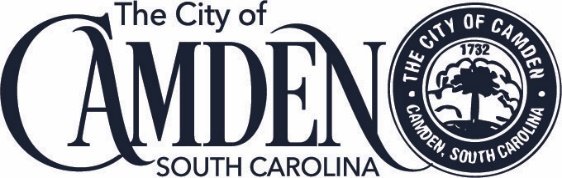 The City of
CAMDEN
SOUTH CAROLINA
THE CITY OF CAMDEN
1732
CAMDEN, SOUTH CAROLINA